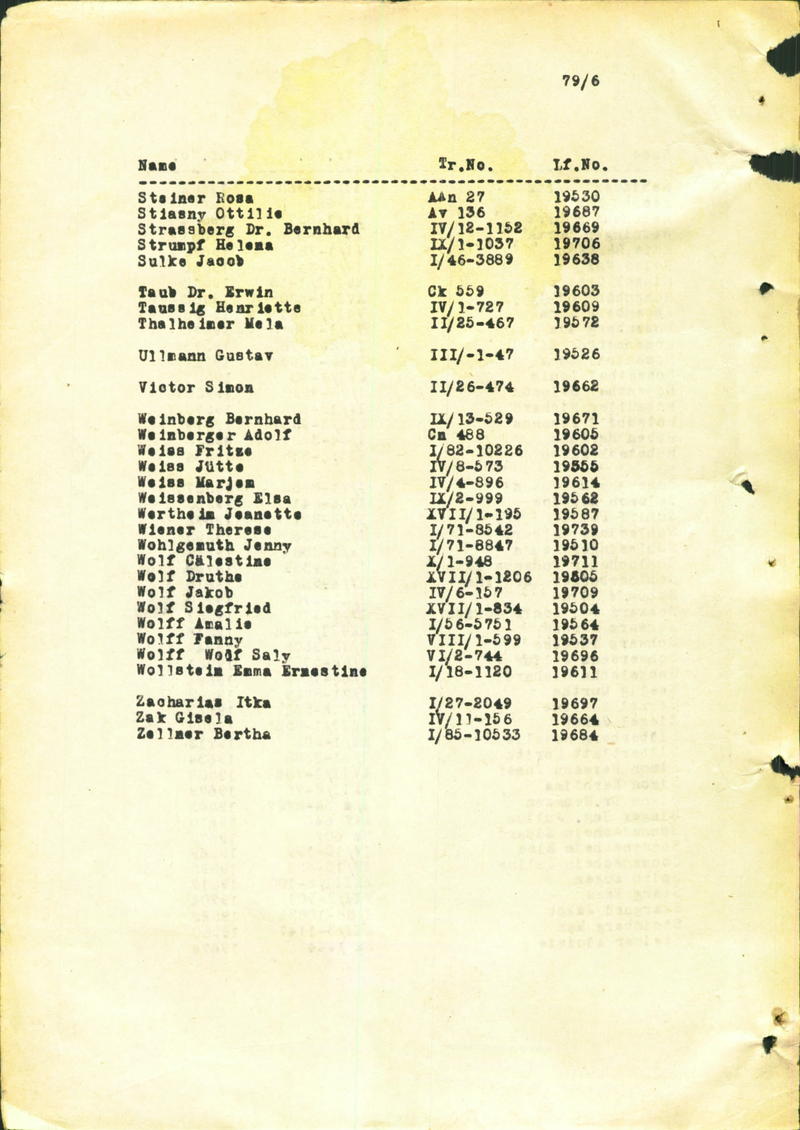 79/6
Name Tr.No. Lf.No.
Steiner Rosa AAn 27 19530
Stiasny Ottilie Av 136 19687
Strassberg Dr. Bernhard IV/12-1152 19669
Strumpf Helena IX/1-1037 19706
Sulke Jacob I/46-3889 19638
Taub Dr. Erwin Ck 559 19603
Taussig Henriette IV/1-727 19609
Thalheimer Mela II/25-467 19572
Ullmann Gustav III/-1-47 19526
Victor Simon II/26-474 19662
Weinberg Bernhard IX/13-529 19671
Weinberger Adolf Cn 488 19605
Weiss Fritze I/82-10226 19602
Weiss Jütte IV/8-573 19555
Weiss Marjem IV/4-896 19614
Weissenberg Elsa IX/2-999 19562
Wertheim Jeanette XVII/1-195 19587
Wiener Therese I/71-8542 19739
Wohlgemuth Jenny I/71-8847 19510
Wolf Cälestine X/1-948 19711
Wolf Druthe XVII/1-1206 19505
Wolf Jakob IV/6-157 19709
Wolf Siegfried XVII/1-834 19504
Wolff Amalie I/56-5751 19564
Wolff Fanny VIII/1-599 19537
Wolff Wolf Saly VI/2-744 19696
Wollstein Emma Ernestine I/18-1120 19611
Zacharias Itka I/27-2049 19697
Zak Gisela IV/11-156 19664
Zellner Bertha I/85-10533 19684